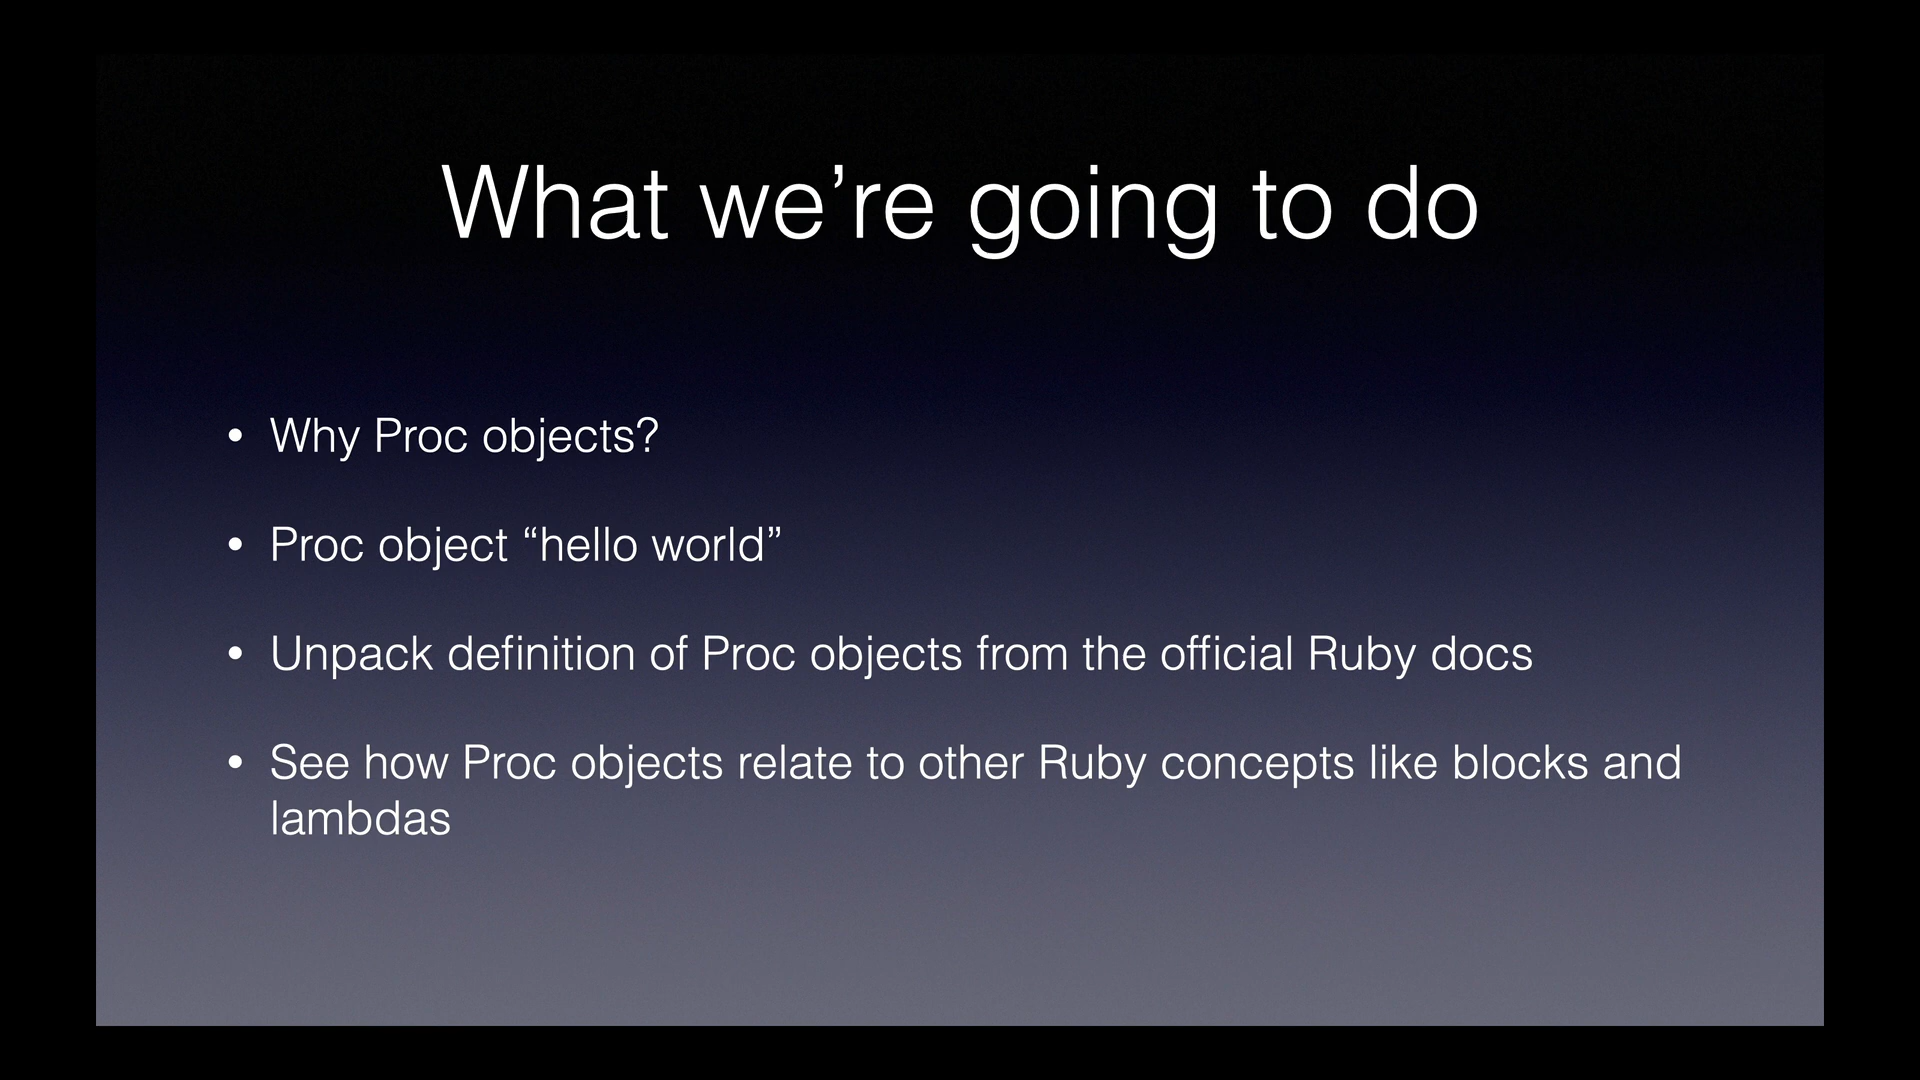 What we’re going to do
• Why Proc objects?
• Proc object “hello world”
• Unpack definition of Proc objects from the official Ruby docs
• See how Proc objects relate to other Ruby concepts like blocks and
lambdas